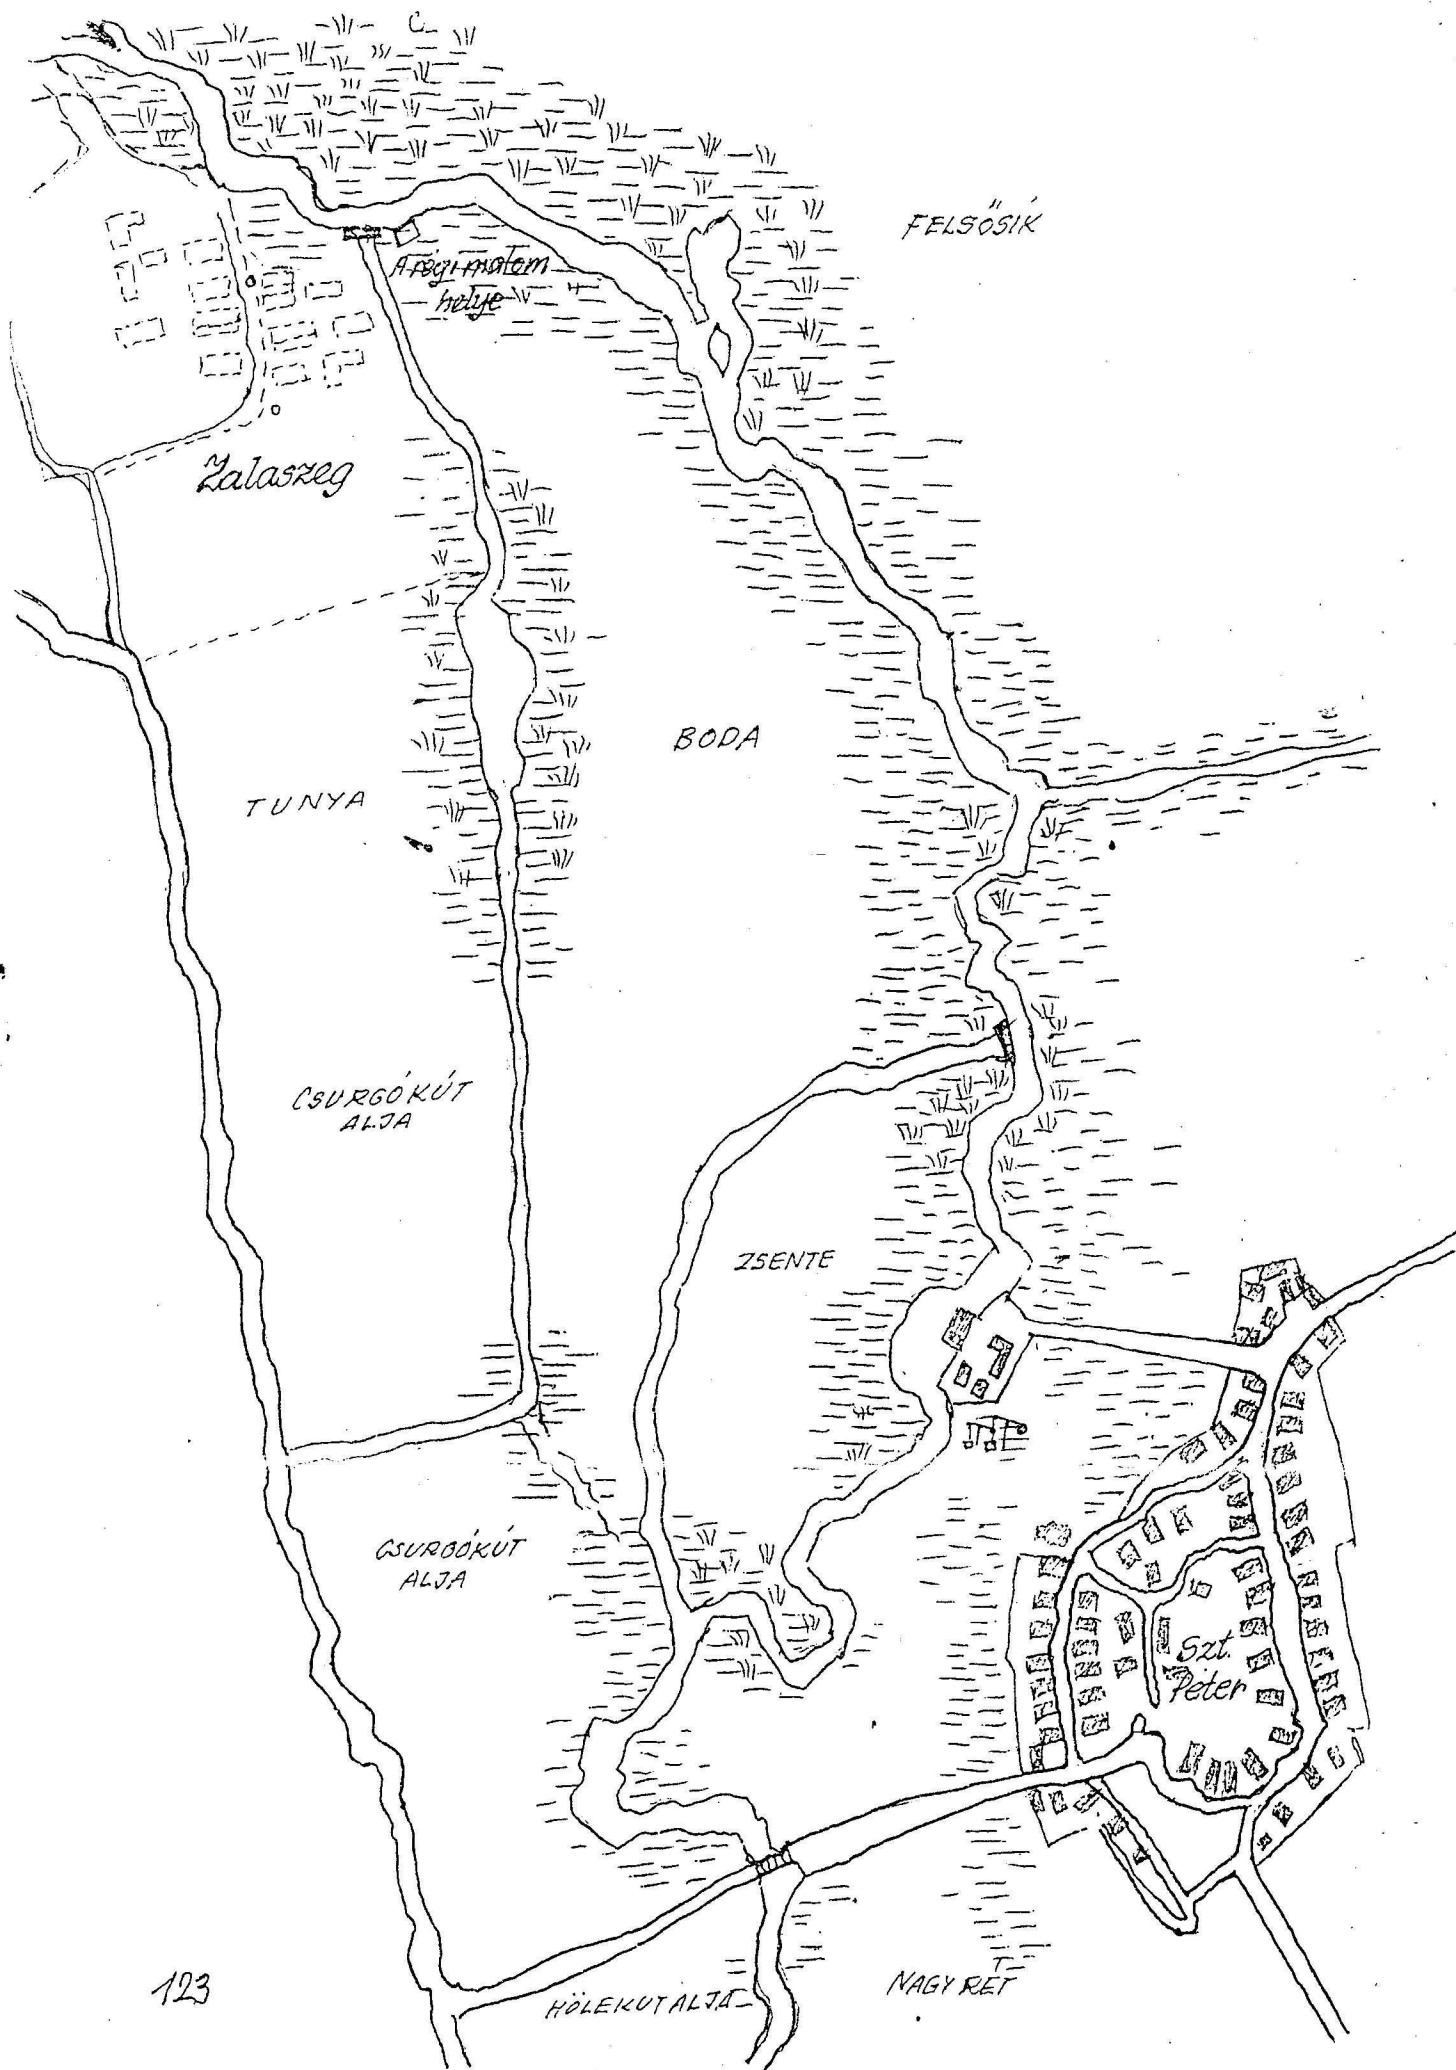 FELSŐSIK
A régi malom
helye
Zalaszeg
BODA
TUNYA
CSURGÓKÚT
ALJA
ZSENTE
CSURGÓKÚT
ALJA
Szt.
Péter
123
HÖLEKUTALJA
NAGY RÉT